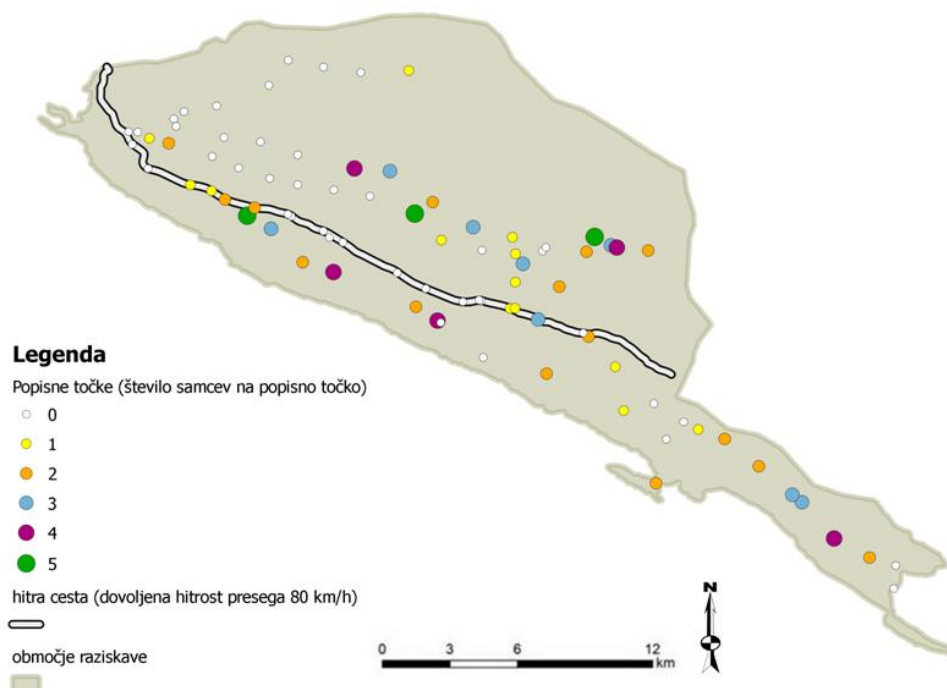 Legenda
Popisne točke (število samcev na popisno točko)
0
1
2
3
4
5
hitra cesta (dovoljena hitrost presega 80 km/h)
območje raziskave
N
0 3 6 12
km